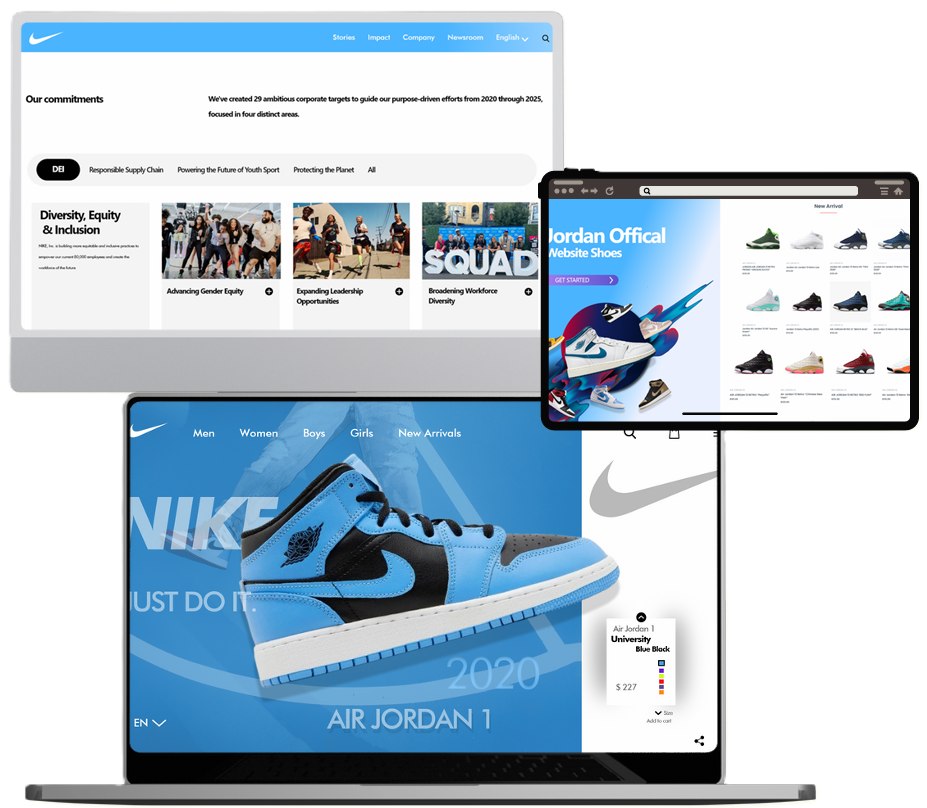 Stories Impact Company Newsroom English
Our commitments
We've created 29 ambitious corporate targets to guide our purpose-driven efforts from 2020 through 2025,
focused in four distinct areas.
DEI Responsible Supply Chain Powering the Future of Youth Sport Protecting the Planet All
Diversity, Equity
& Inclusion
NIKE, Inc. is building more equitable and inclusive practices to
empower our current 80,000 employees and create the
workforce of the future
Advancing Gender Equity
Expanding Leadership
Opportunities
SQUAD
Broadening Workforce
Diversity
Jordan Offical
Website Shoes
GET STARTED
New Arrival
Men Women Boys Girls New Arrivals
NIKE
JUST DO IT.
2020
AIR JORDAN 1
EN
Air Jordan 1
University
Blue Black
$ 227
Size
Add to cart